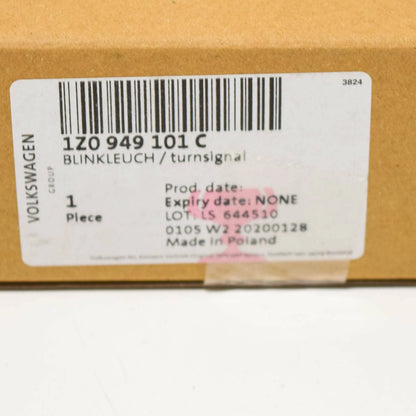 3824
1Z0 949 101 C
BLINKLEUCH / turnsignal
VOLKSWAGEN
GROUP
1
Piece
Prod. date:
Expiry date: NONE
LOT LS 644510
0105 W2 20200128
Made in Poland